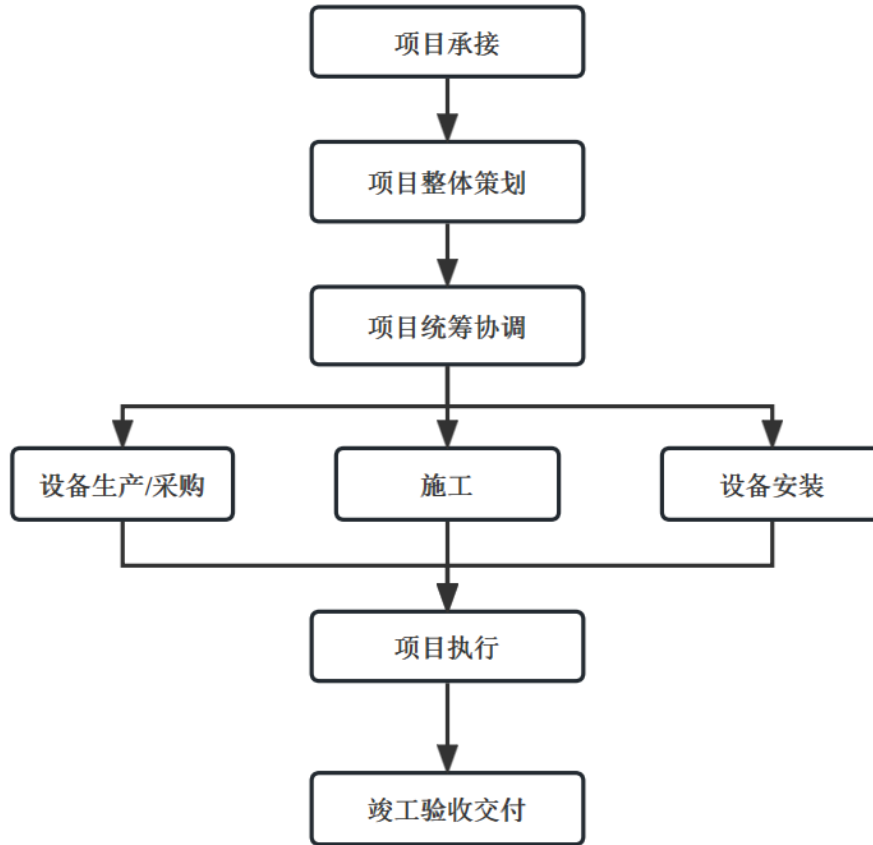 项目承接
项目整体策划
项目统筹协调
设备生产/采购
施工
设备安装
项目执行
竣工验收交付